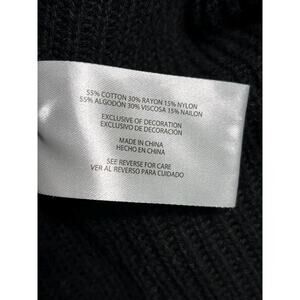 55% COTTON 30% RAYON 15% NYLON
55% ALGODÓN 30% VISCOSA 15% NAILON
EXCLUSIVE OF DECORATION
EXCLUSIVO DE DECORACIÓN
MADE IN CHINA
HECHO EN CHINA
SEE REVERSE FOR CARE
VER AL REVERSO PARA CUIDADO